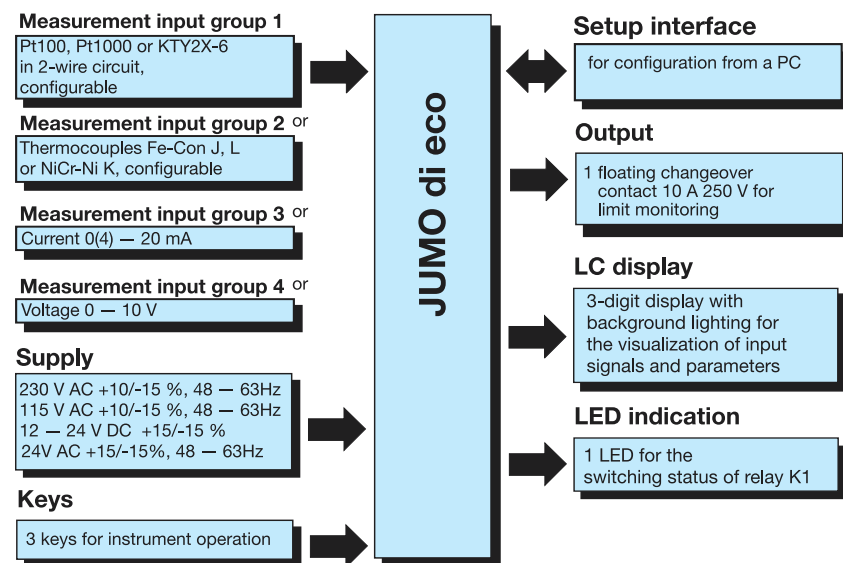 Measurement input group 1
Pt100, Pt1000 or KTY2X-6
in 2-wire circuit,
configurable
Measurement input group 2 or
Thermocouples Fe-Con J, L
or NiCr-Ni K, configurable
Measurement input group 3 or
Current 0(4) — 20 mA
Measurement input group 4 or
Voltage 0 — 10 V
Supply
230 V AC +10/-15 %, 48 — 63Hz
115 V AC +10/-15 %, 48 — 63Hz
12 — 24 V DC +15/-15 %
24V AC +15/-15%, 48 — 63Hz
Keys
3 keys for instrument operation
JUMO di eco
Setup interface
for configuration from a PC
Output
1 floating changeover
contact 10 A 250 V for
limit monitoring
LC display
3-digit display with
background lighting for
the visualization of input
signals and parameters
LED indication
1 LED for the
switching status of relay K1